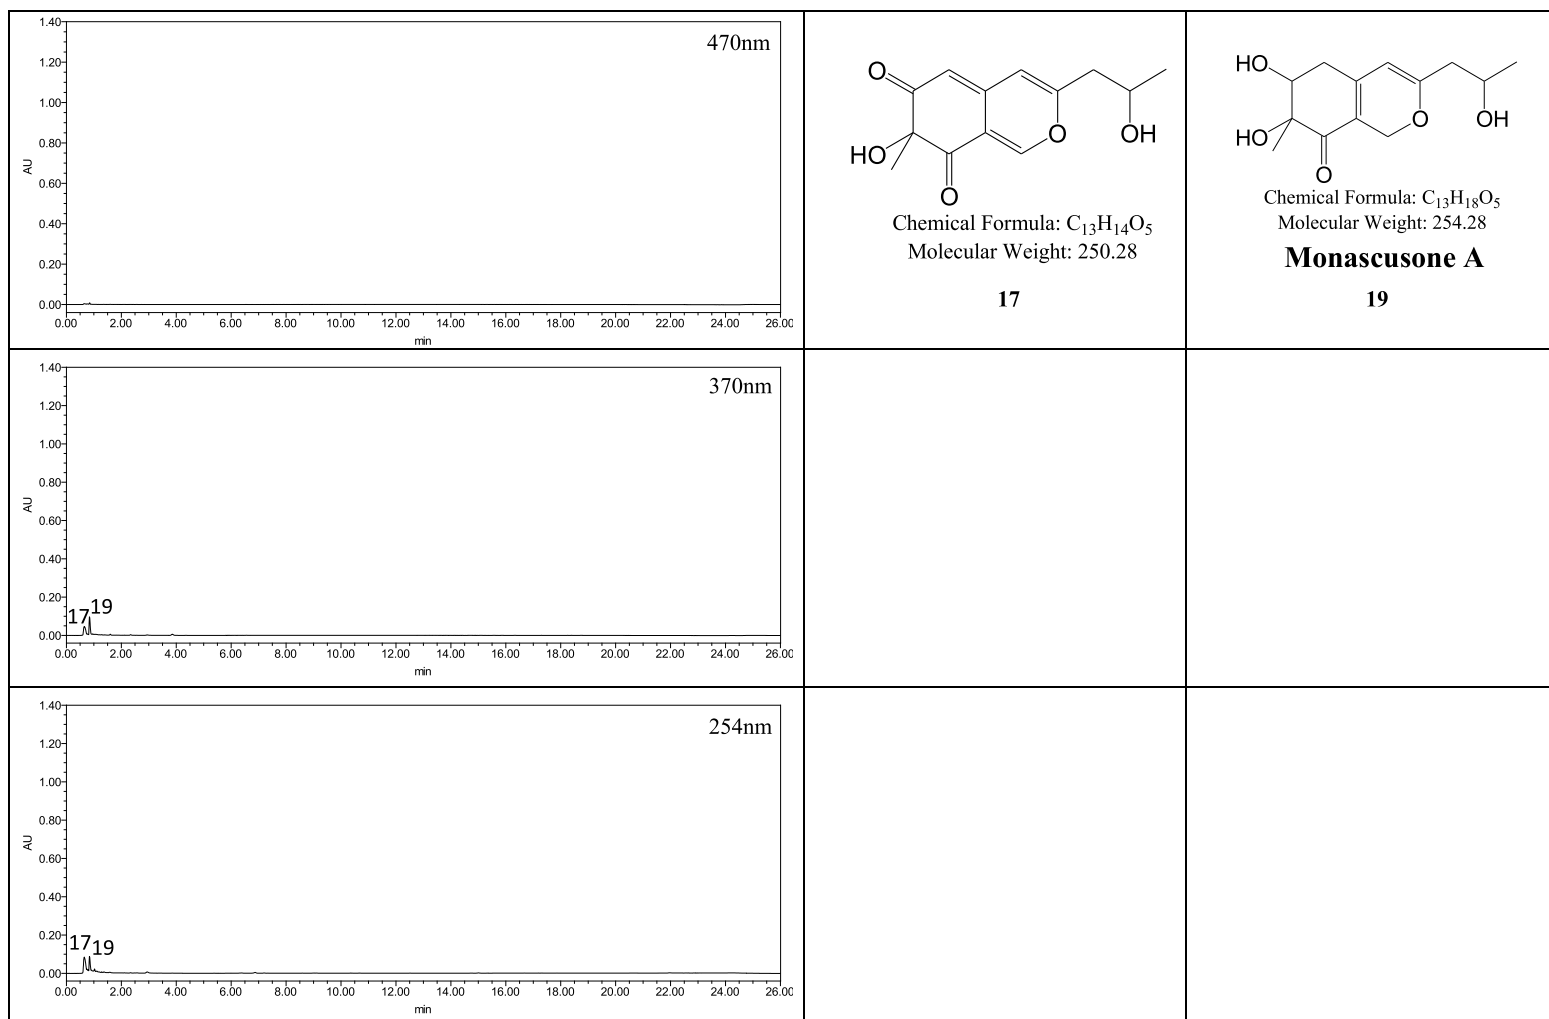 470nm
1.40
1.20
1.00
0.80
0.60
0.40
0.20
0.00
AU
0.00 2.00 4.00 6.00 8.00 10.00 12.00 14.00 16.00 18.00 20.00 22.00 24.00 26.00
min
O
HO
O
O
OH
Chemical Formula: C13H14O5
Molecular Weight: 250.28
17
HO
HO
O
O
OH
Chemical Formula: C13H18O5
Molecular Weight: 254.28
Monascusone A
19
370nm
1.40
1.20
1.00
0.80
0.60
0.40
0.20
0.00
AU
17 19
0.00 2.00 4.00 6.00 8.00 10.00 12.00 14.00 16.00 18.00 20.00 22.00 24.00 26.00
min
254nm
1.40
1.20
1.00
0.80
0.60
0.40
0.20
0.00
AU
17 19
0.00 2.00 4.00 6.00 8.00 10.00 12.00 14.00 16.00 18.00 20.00 22.00 24.00 26.00
min